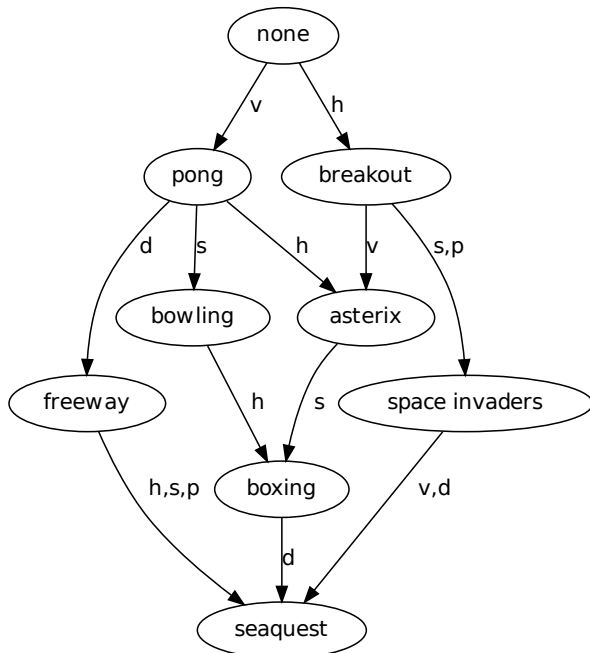 none
v
h
pong
breakout
d
s
h
v
s,p
bowling
asterix
freeway
h
s
space invaders
h,s,p
boxing
v,d
d
seaquest